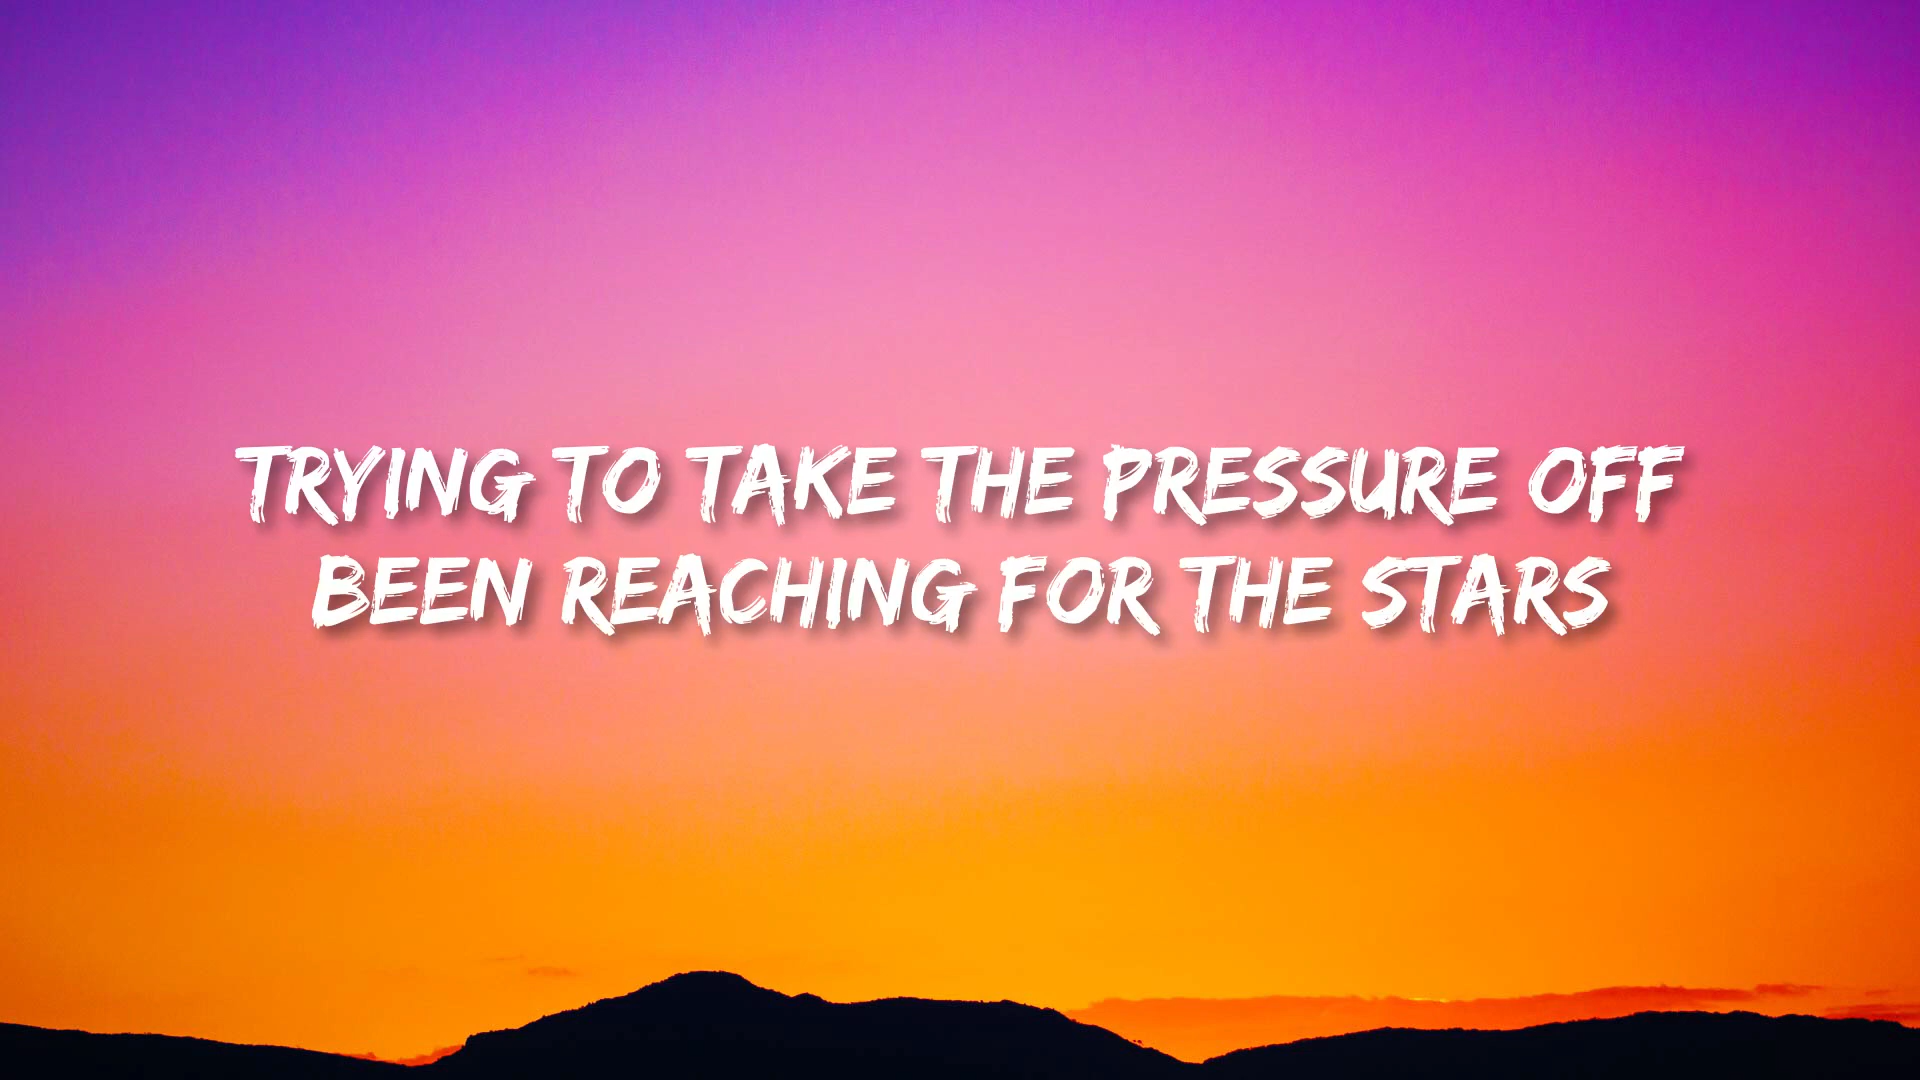 TRYING TO TAKE THE PRESSURE OFF
BEEN REACHING FOR THE STARS